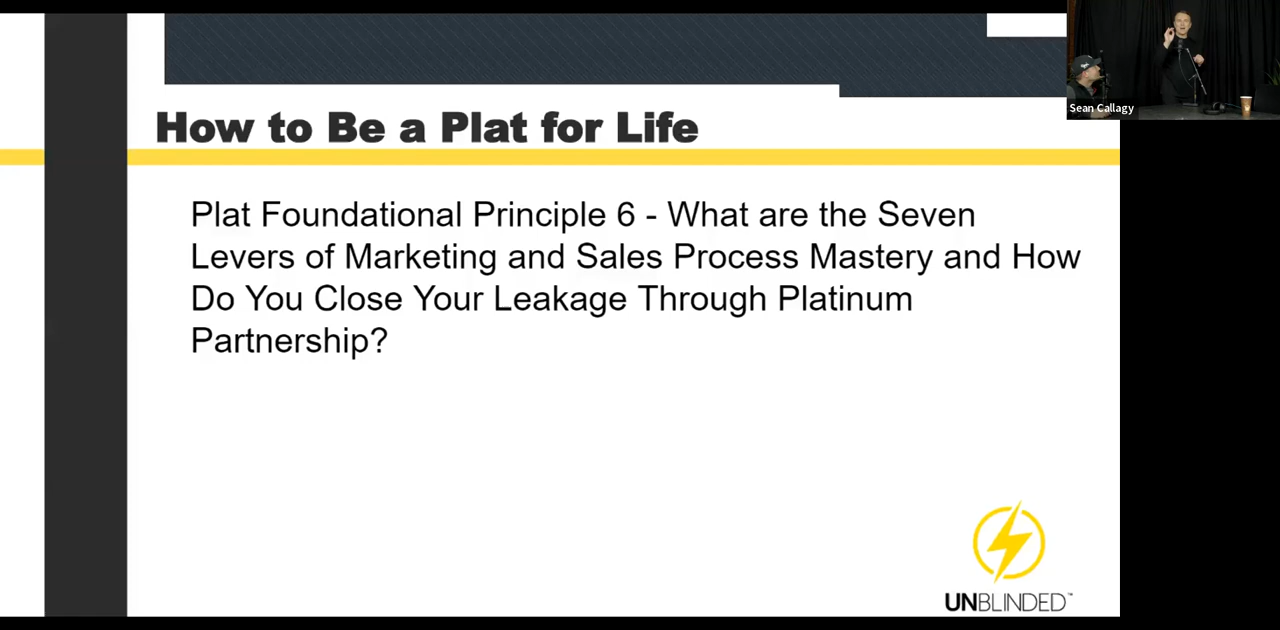 Sean Callagy
How to Be a Plat for Life
Plat Foundational Principle 6 - What are the Seven
Levers of Marketing and Sales Process Mastery and How
Do You Close Your Leakage Through Platinum
Partnership?
UNBLINDED™